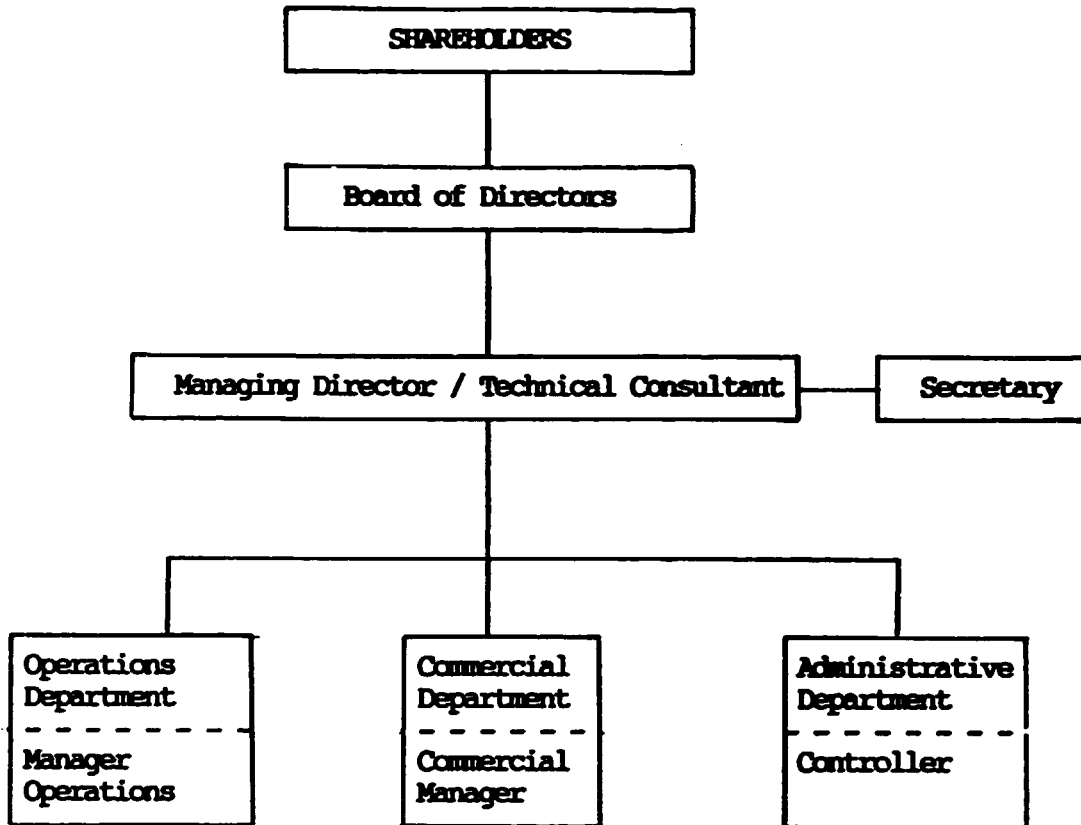 SHAREHOLDERS
Board of Directors
Managing Director / Technical Consultant
Secretary
Operations
Department
Manager
Operations
Commercial
Department
Commercial
Manager
Administrative
Department
Controller